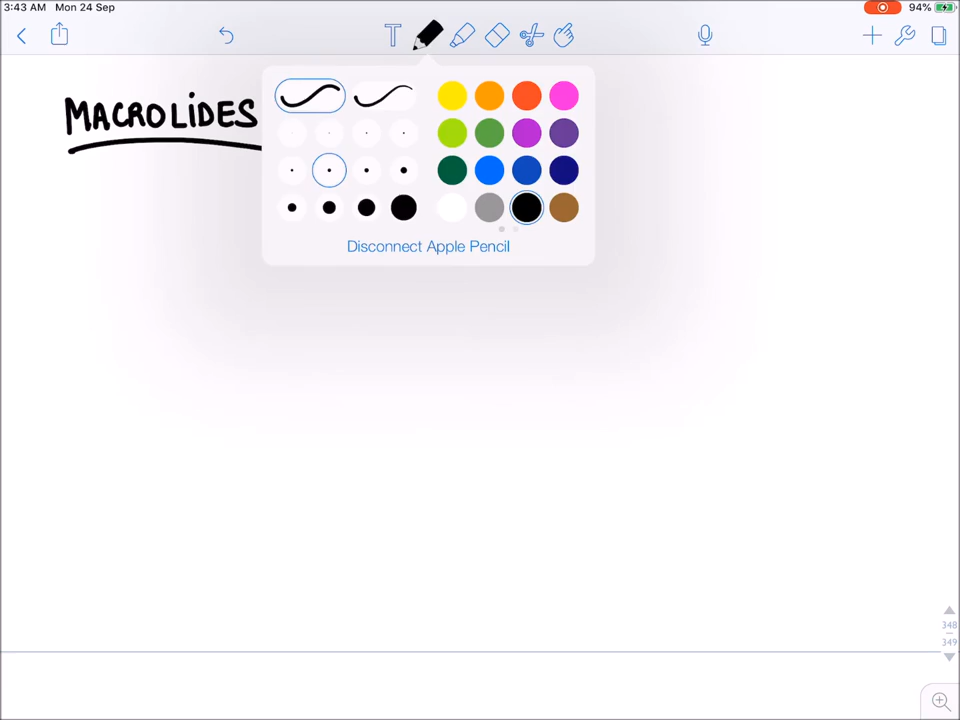 3:43 AM Mon 24 Sep
94%
T
MACROLIDES
Disconnect Apple Pencil
348
349